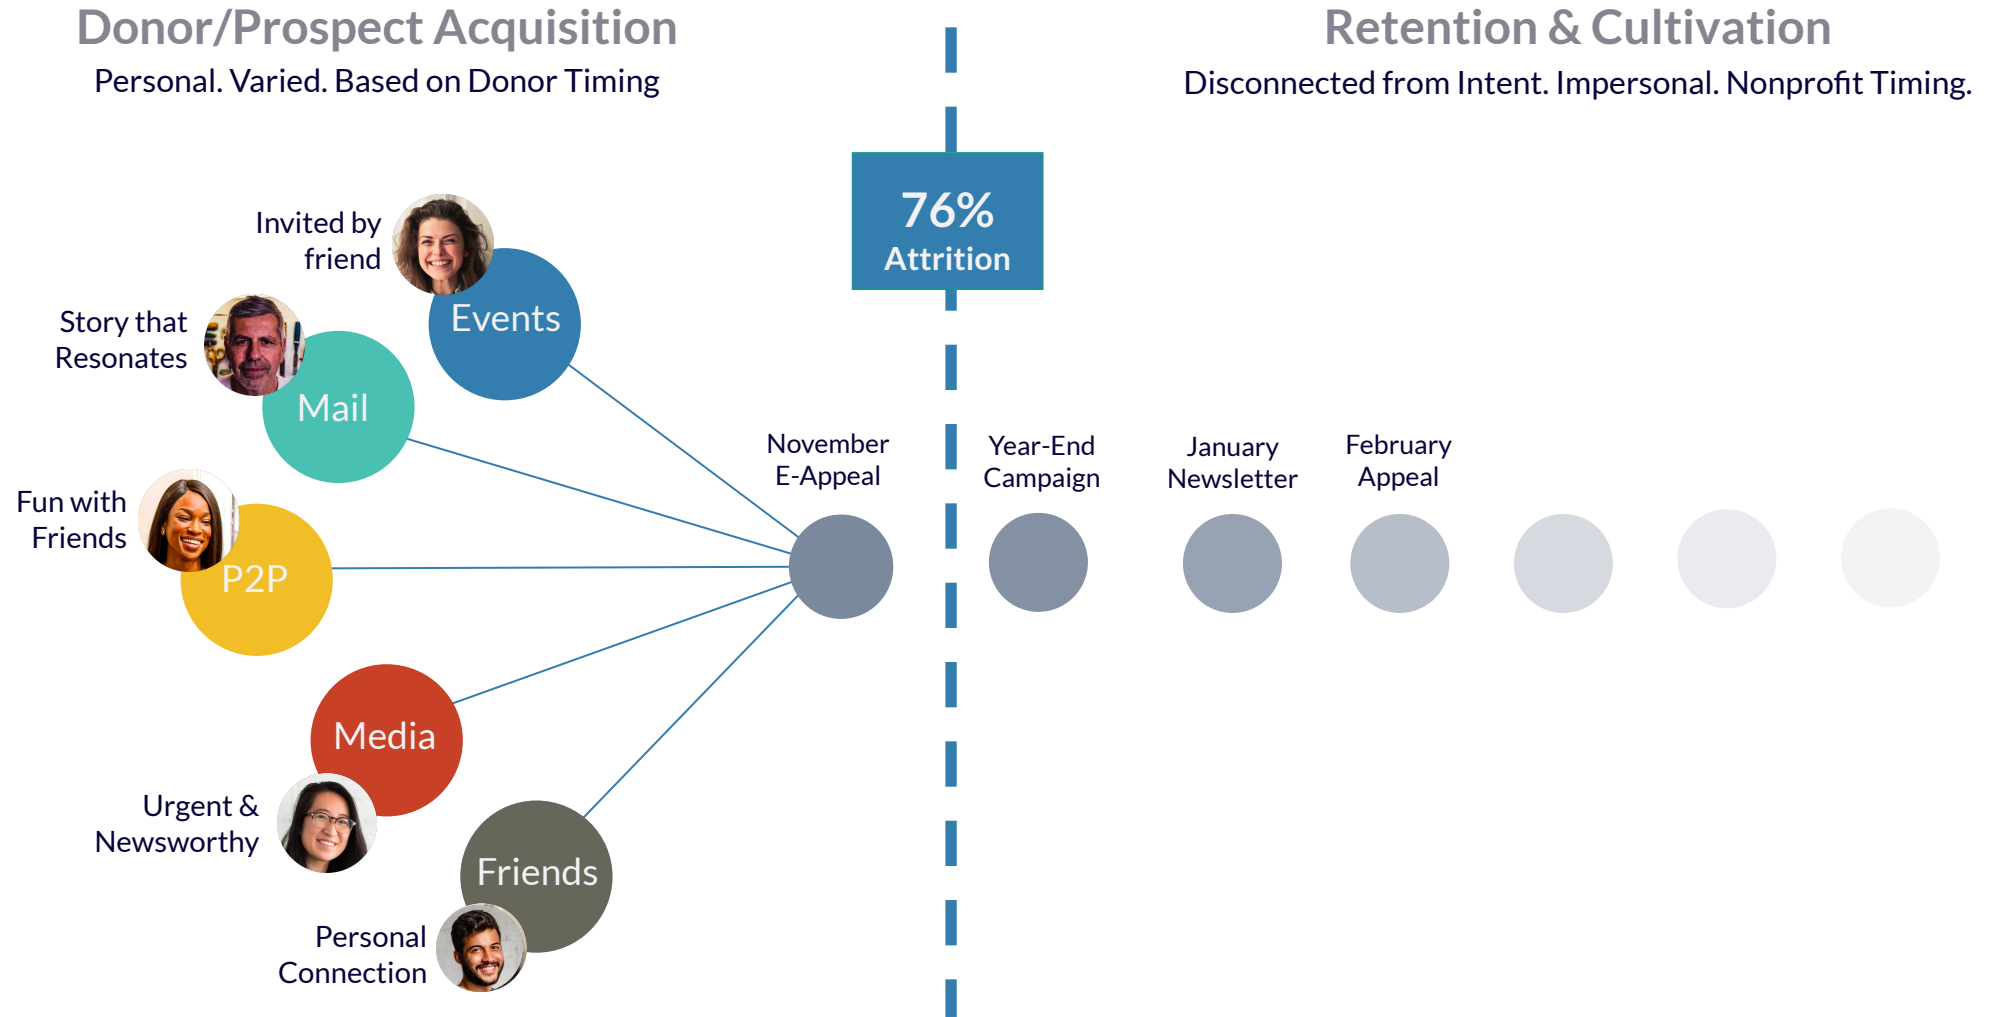 Donor/Prospect Acquisition
Personal. Varied. Based on Donor Timing
Retention & Cultivation
Disconnected from Intent. Impersonal. Nonprofit Timing.
76%
Attrition
Invited by
friend
Events
Story that
Resonates
Mail
Fun with
Friends
P2P
Media
Urgent &
Newsworthy
Friends
Personal
Connection
November
E-Appeal
Year-End
Campaign
January
Newsletter
February
Appeal